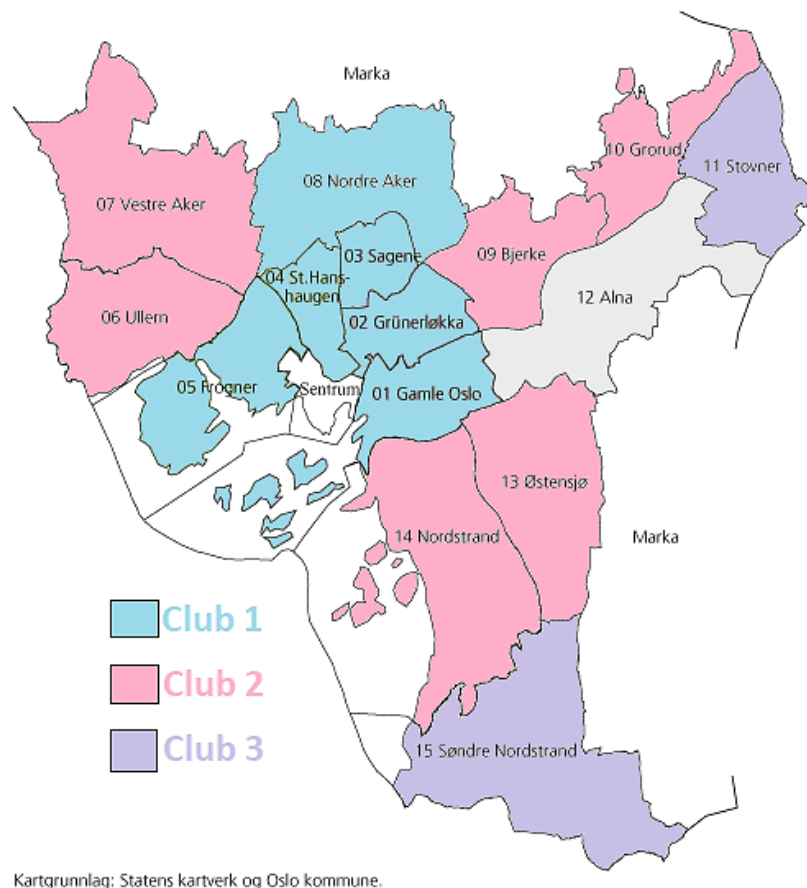 Marka
10 Grorud
11 Stovner
08 Nordre Aker
07 Vestre Aker
03 Sagene
09 Bjerke
04 St.Hans-
haugen
12 Alna
06 Ullern
02 Grünerløkka
05 Frogner
Sentrum
01 Gamle Oslo
13 Østensjø
14 Nordstrand
Marka
Club 1
Club 2
Club 3
15 Søndre Nordstrand
Kartgrunnlag: Statens kartverk og Oslo kommune.